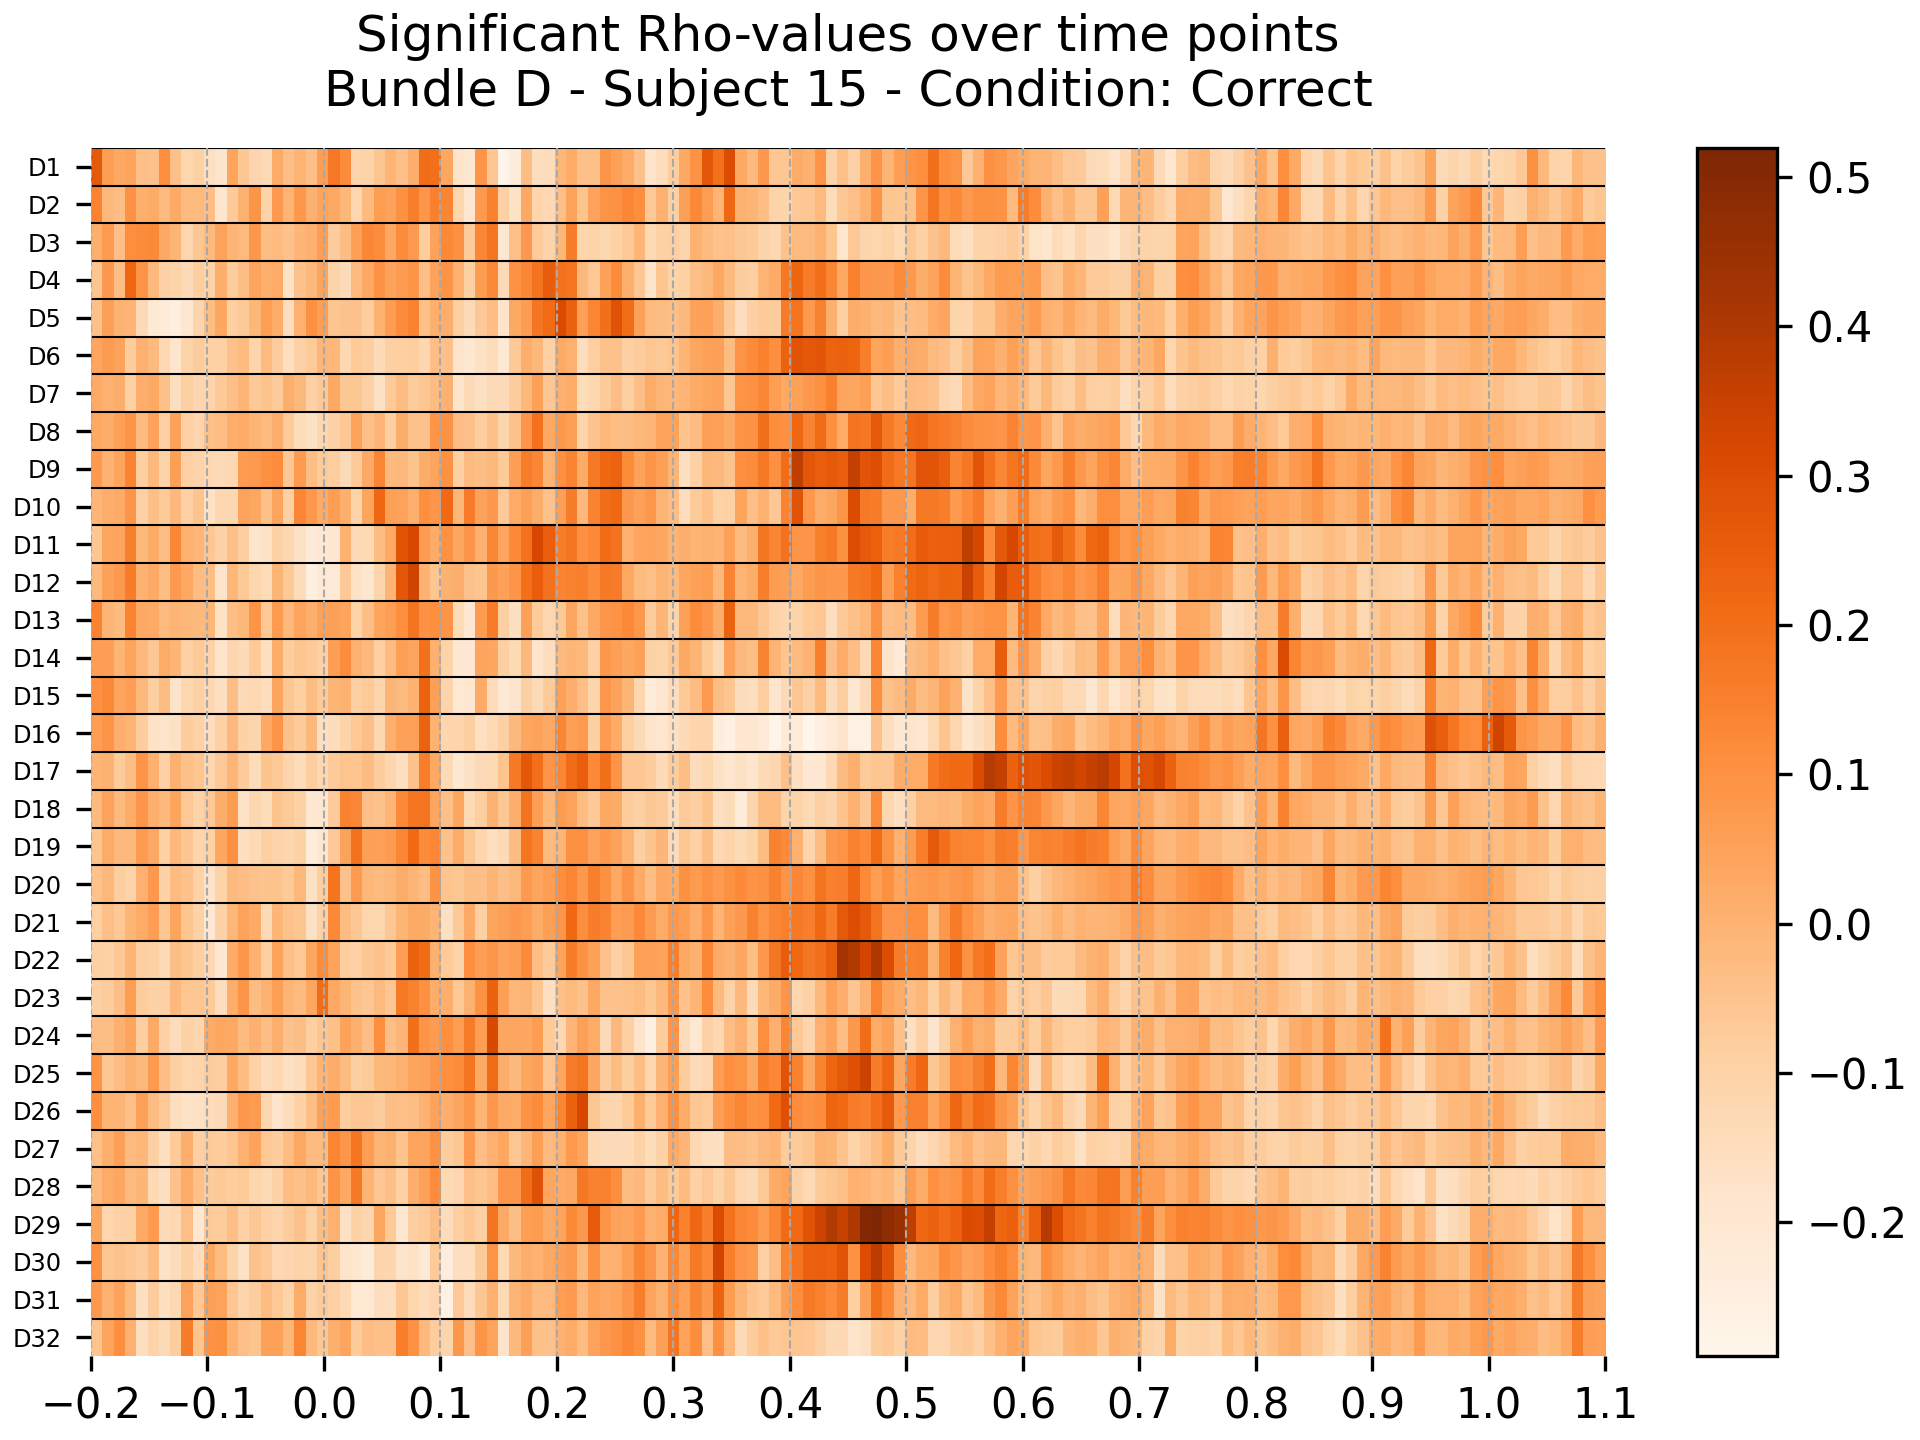 Significant Rho-values over time points
Bundle D - Subject 15 - Condition: Correct
D1
D2
D3
D4
D5
D6
D7
D8
D9
D10
D11
D12
D13
D14
D15
D16
D17
D18
D19
D20
D21
D22
D23
D24
D25
D26
D27
D28
D29
D30
D31
D32
−0.2 −0.1 0.0 0.1 0.2 0.3 0.4 0.5 0.6 0.7 0.8 0.9 1.0 1.1
0.5
0.4
0.3
0.2
0.1
0.0
−0.1
−0.2